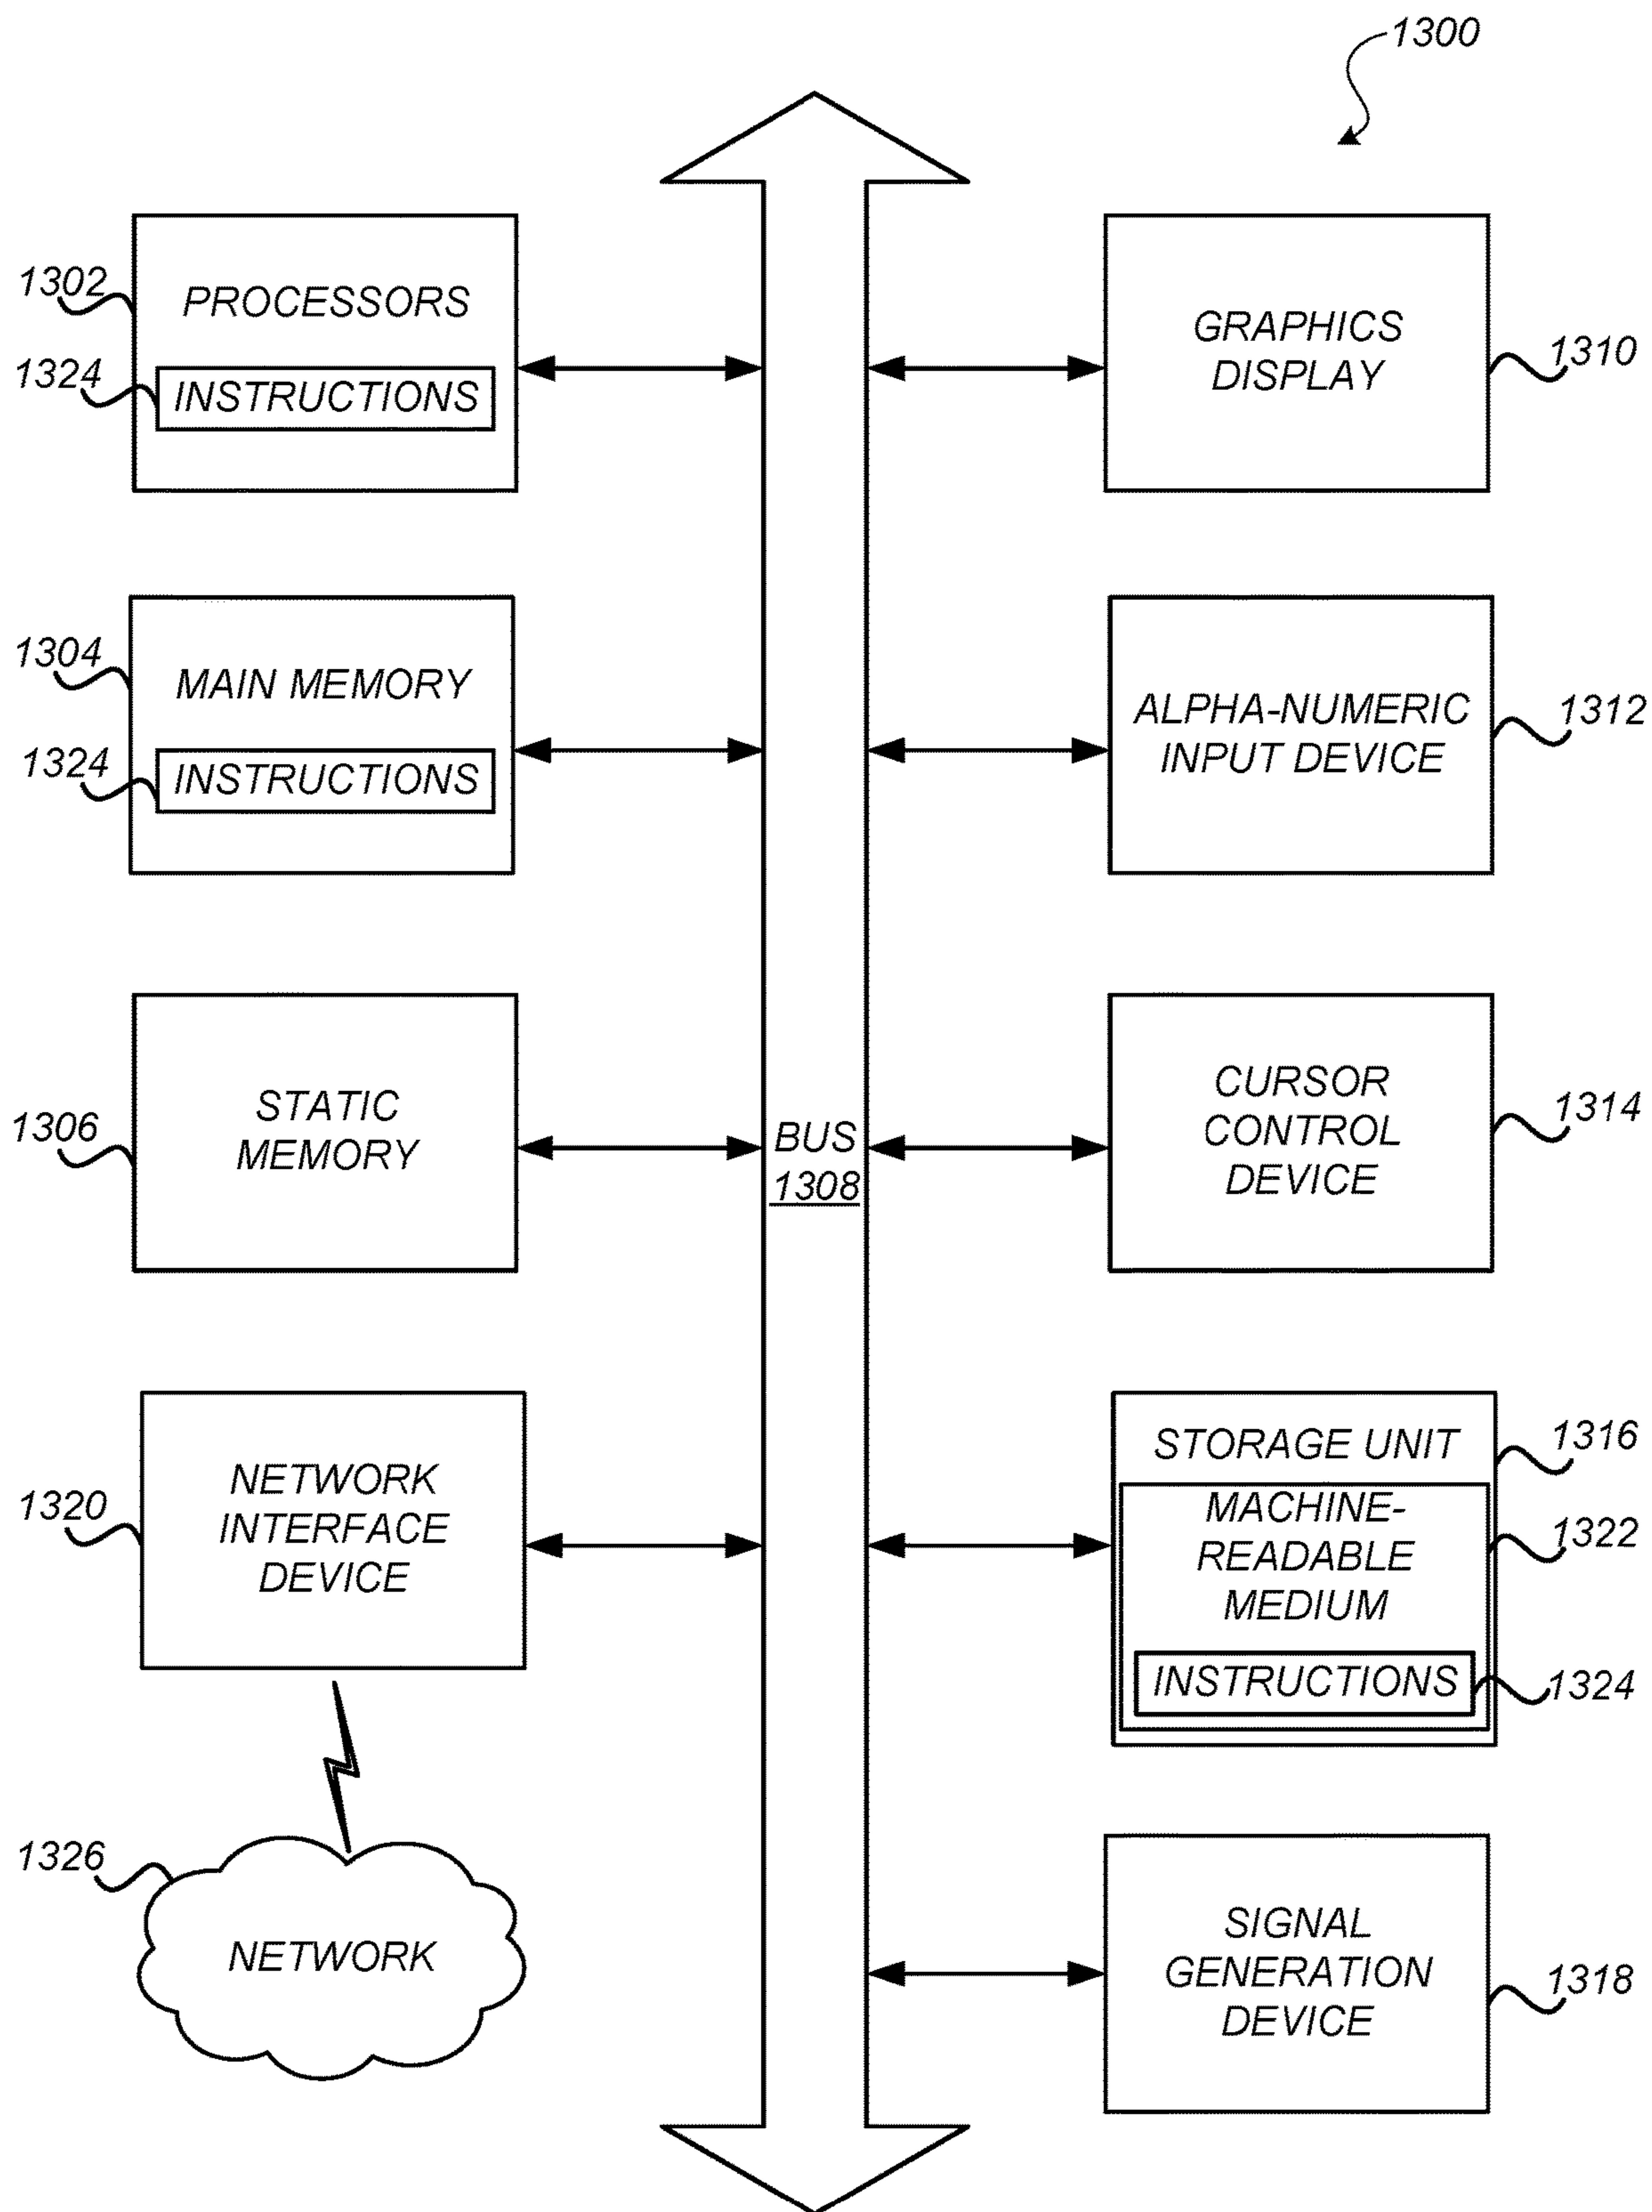 1300
1302
PROCESSORS
1324
INSTRUCTIONS
GRAPHICS
DISPLAY
1310
1304
MAIN MEMORY
1324
INSTRUCTIONS
ALPHA-NUMERIC
INPUT DEVICE
1312
1306
STATIC
MEMORY
BUS
1308
CURSOR
CONTROL
DEVICE
1314
1320
NETWORK
INTERFACE
DEVICE
STORAGE UNIT
1316
MACHINE-
READABLE
MEDIUM
1322
INSTRUCTIONS
1324
1326
NETWORK
SIGNAL
GENERATION
DEVICE
1318